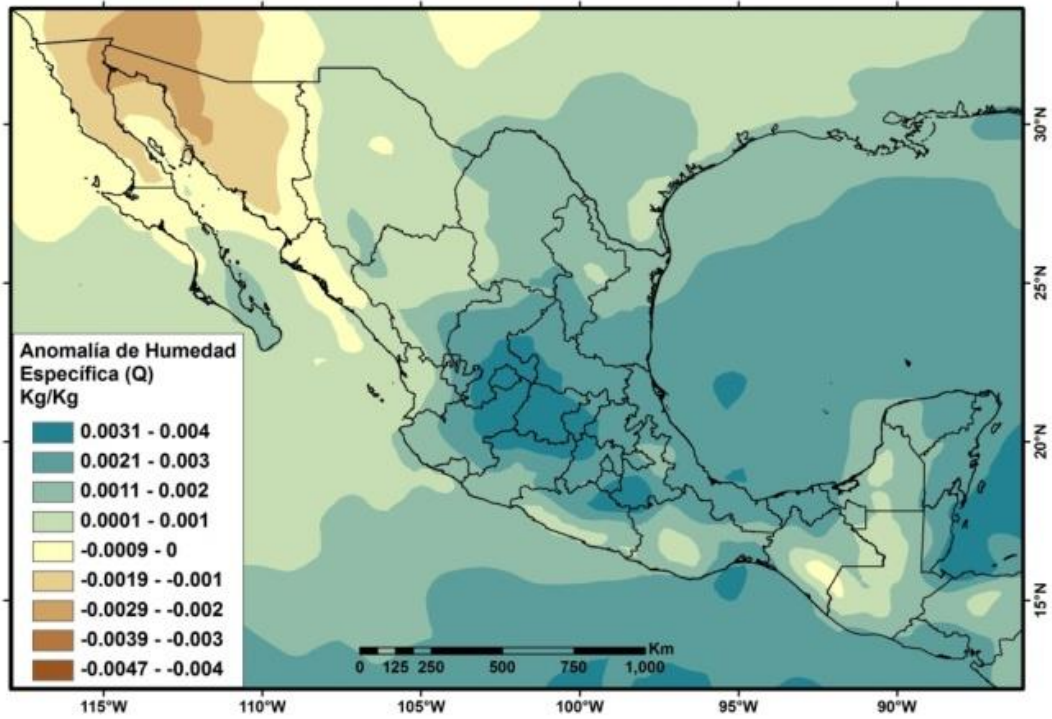 Anomalía de Humedad
Específica (Q)
Kg/Kg
0.0031 - 0.004
0.0021 - 0.003
0.0011 - 0.002
0.0001 - 0.001
-0.0009 - 0
-0.0019 - -0.001
-0.0029 - -0.002
-0.0039 - -0.003
-0.0047 - -0.004
30°N
25°N
20°N
15°N
Km
0 125 250 500 750 1,000
115°W 110°W 105°W 100°W 95°W 90°W